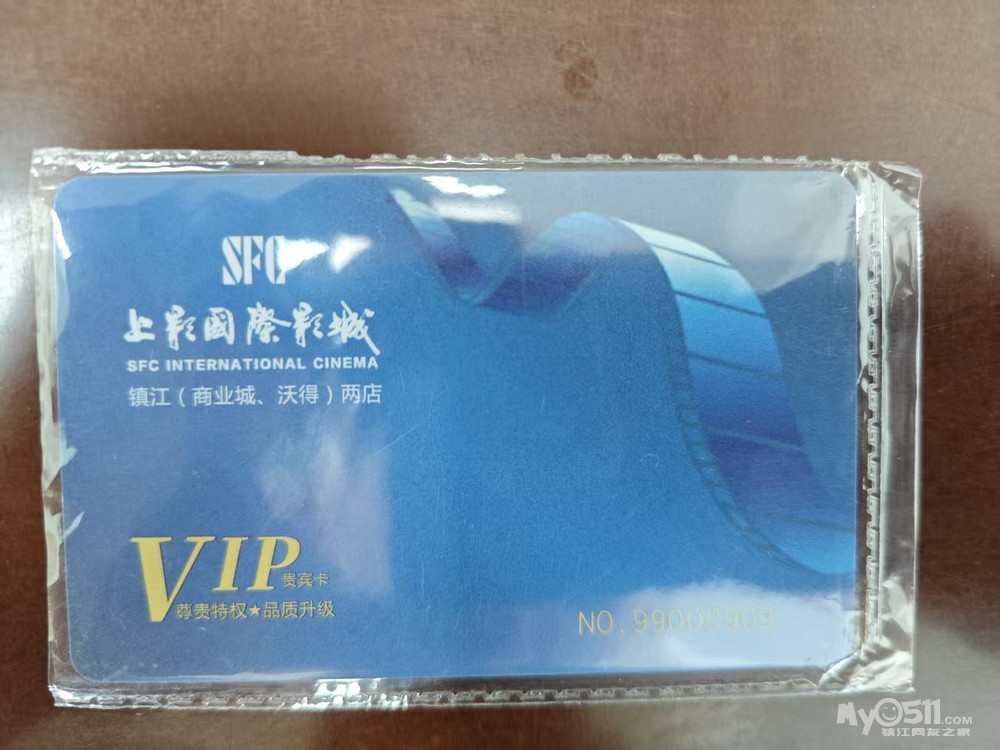 SFC
上影國際影城
SFC INTERNATIONAL CINEMA
镇江（商业城、沃得）两店
VIP贵宾卡
尊贵特权★品质升级
NO.
My0511.COM
镇江网友之家